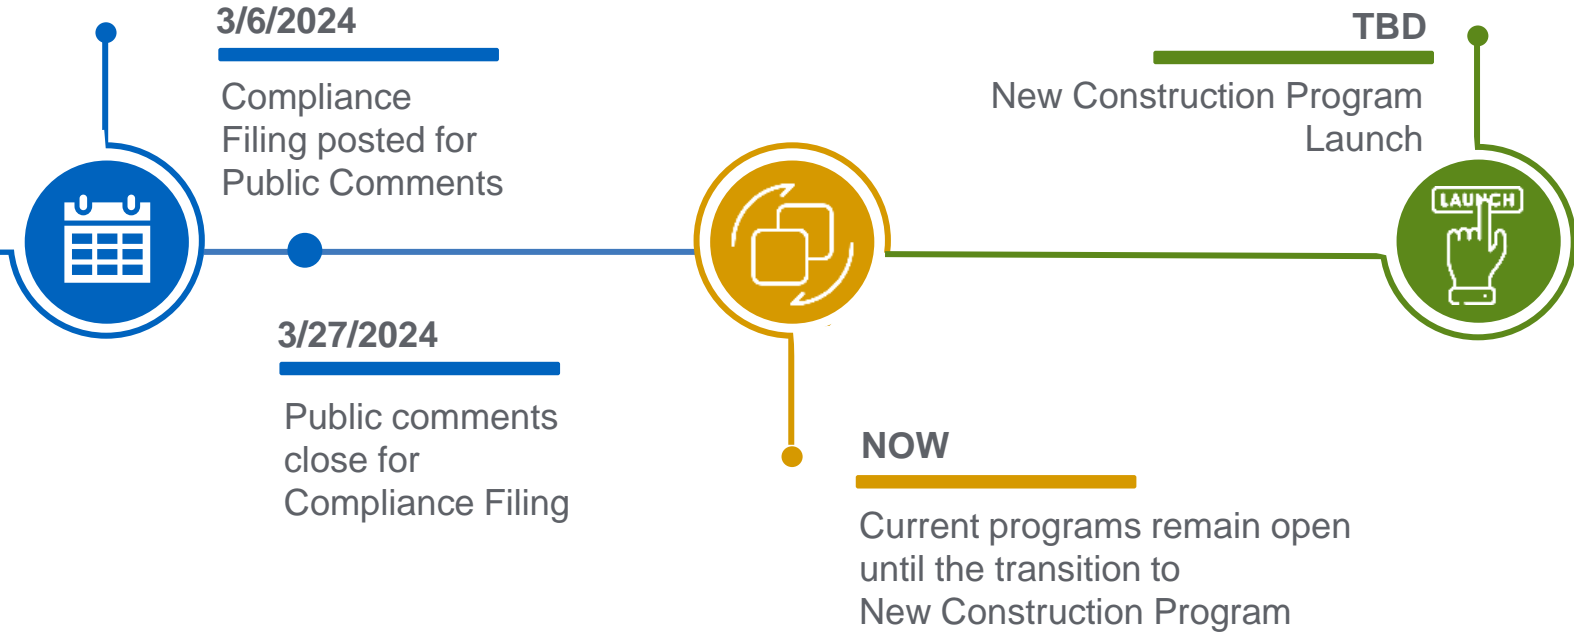 3/6/2024
Compliance
Filing posted for
Public Comments
3/27/2024
Public comments
close for
Compliance Filing
NOW
Current programs remain open
until the transition to
New Construction Program
TBD
New Construction Program
Launch
LAUNCH